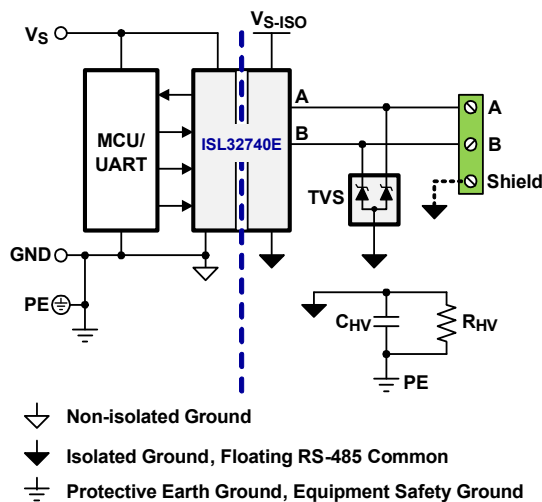 VS
VS-ISO
MCU/
UART
ISL32740E
A
B
A
B
Shield
TVS
GND
PE
CHV
RHV
PE
Non-isolated Ground
Isolated Ground, Floating RS-485 Common
Protective Earth Ground, Equipment Safety Ground